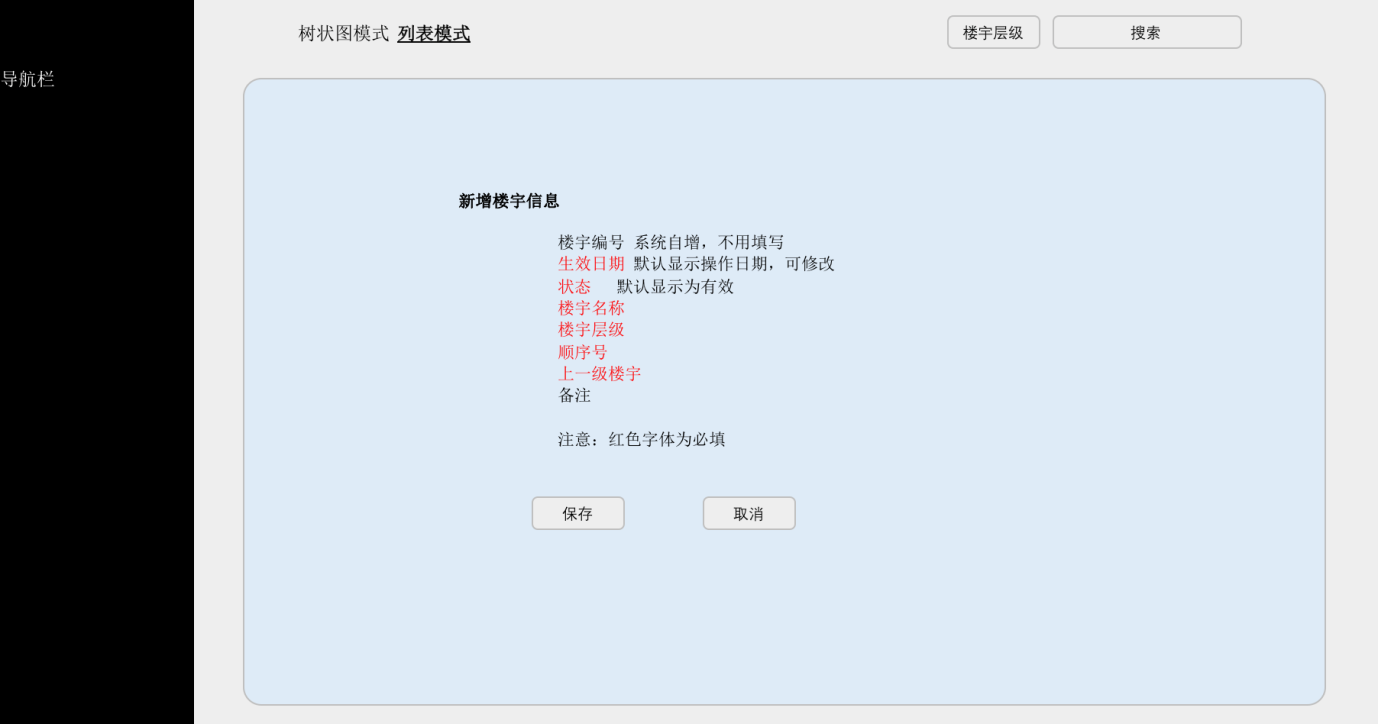 树状图模式 列表模式
楼宇层级
搜索
导航栏
新增楼宇信息
楼宇编号 系统自增，不用填写
生效日期 默认显示操作日期，可修改
状态 默认显示为有效
楼宇名称
楼宇层级
顺序号
上一级楼宇
备注
注意：红色字体为必填
保存
取消